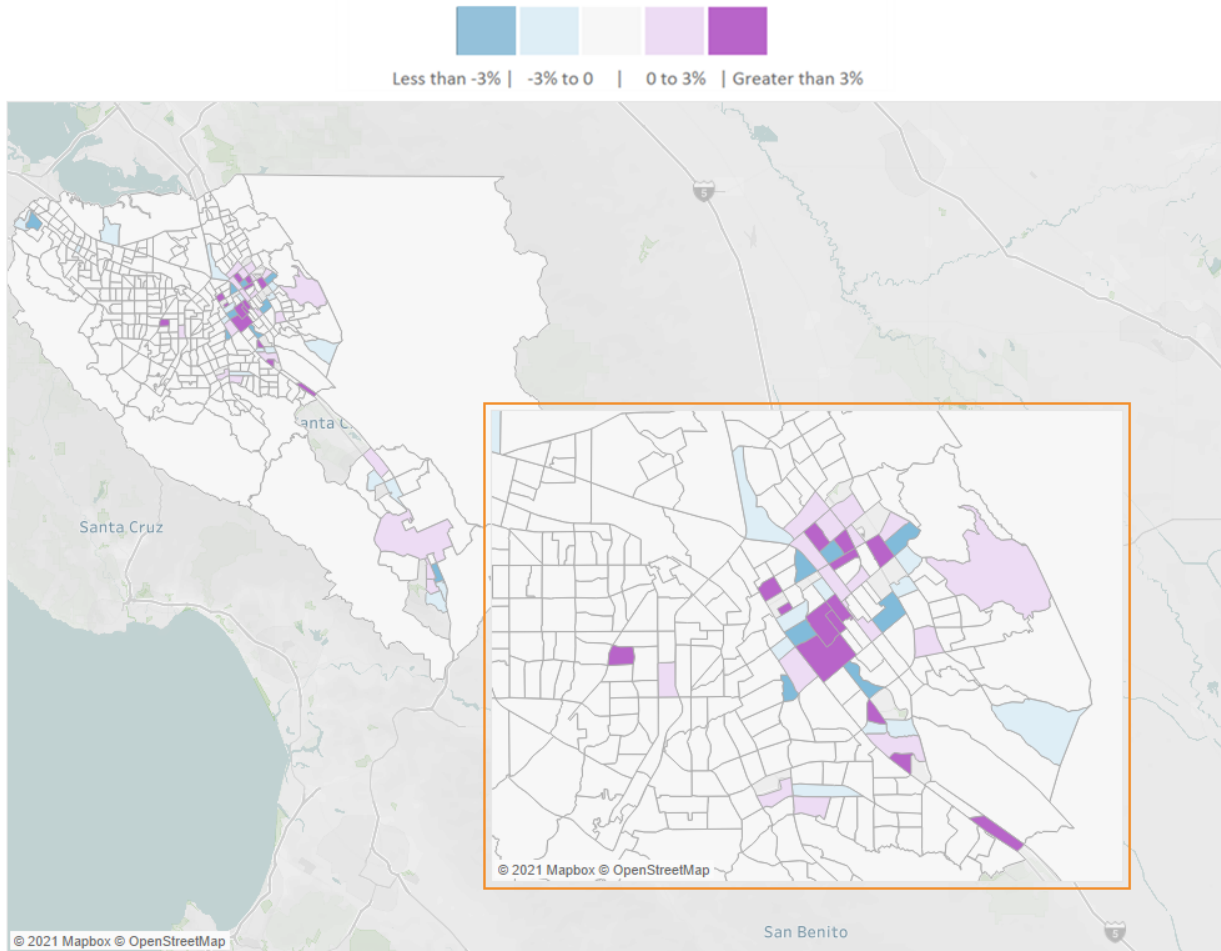 Less than -3% | -3% to 0 | 0 to 3% | Greater than 3%
5
anta C
Santa Cruz
© 2021 Mapbox © OpenStreetMap
San Benito
5
© 2021 Mapbox © OpenStreetMap